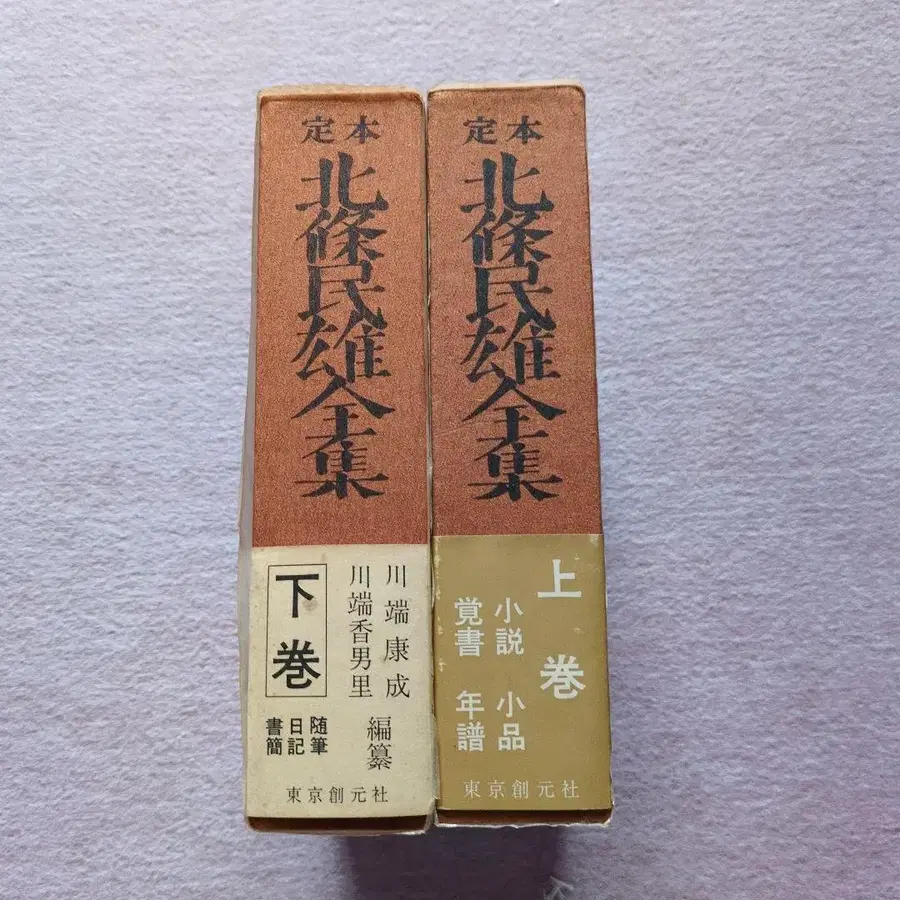 定本
北條民雄全集
下巻
川端康成
川端香男里
編纂
随筆
日記
書簡
東京創元社
定本
北條民雄全集
上巻
小説 小品
覚書 年譜
東京創元社